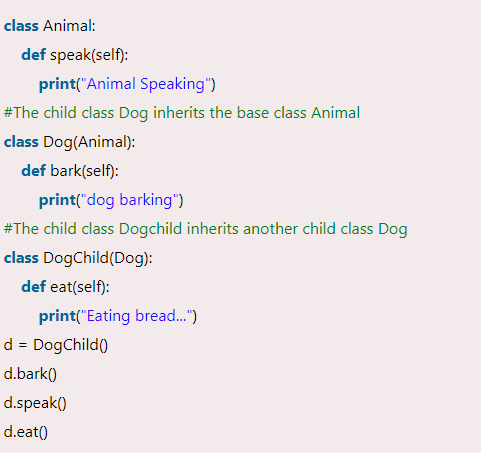 class Animal:
    def speak(self):
        print("Animal Speaking")
#The child class Dog inherits the base class Animal
class Dog(Animal):
    def bark(self):
        print("dog barking")
#The child class Dogchild inherits another child class Dog
class DogChild(Dog):
    def eat(self):
        print("Eating bread...")
d = DogChild()
d.bark()
d.speak()
d.eat()